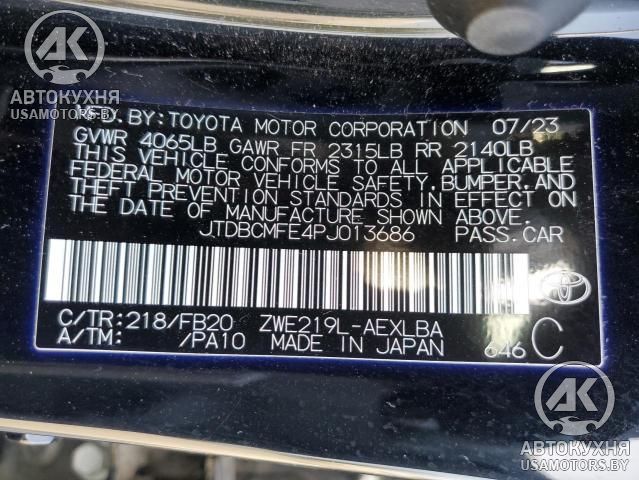 AK
АВТОКУХНЯ
USAMOTORS.BY
MFD. BY: TOYOTA MOTOR CORPORATION 07/23
GVWR 4065LB GAWR FR 2315LB RR 2140LB
THIS VEHICLE CONFORMS TO ALL APPLICABLE
FEDERAL MOTOR VEHICLE SAFETY, BUMPER, AND
THEFT PREVENTION STANDARDS IN EFFECT ON
THE DATE OF MANUFACTURE SHOWN ABOVE.
JTDBCMFE4PJ013686 PASS. CAR
C/TR: 218/FB20 ZWE219L-AEXLBA
A/TM: /PA10 MADE IN JAPAN 646 C
AK
АВТОКУХНЯ
USAMOTORS.BY